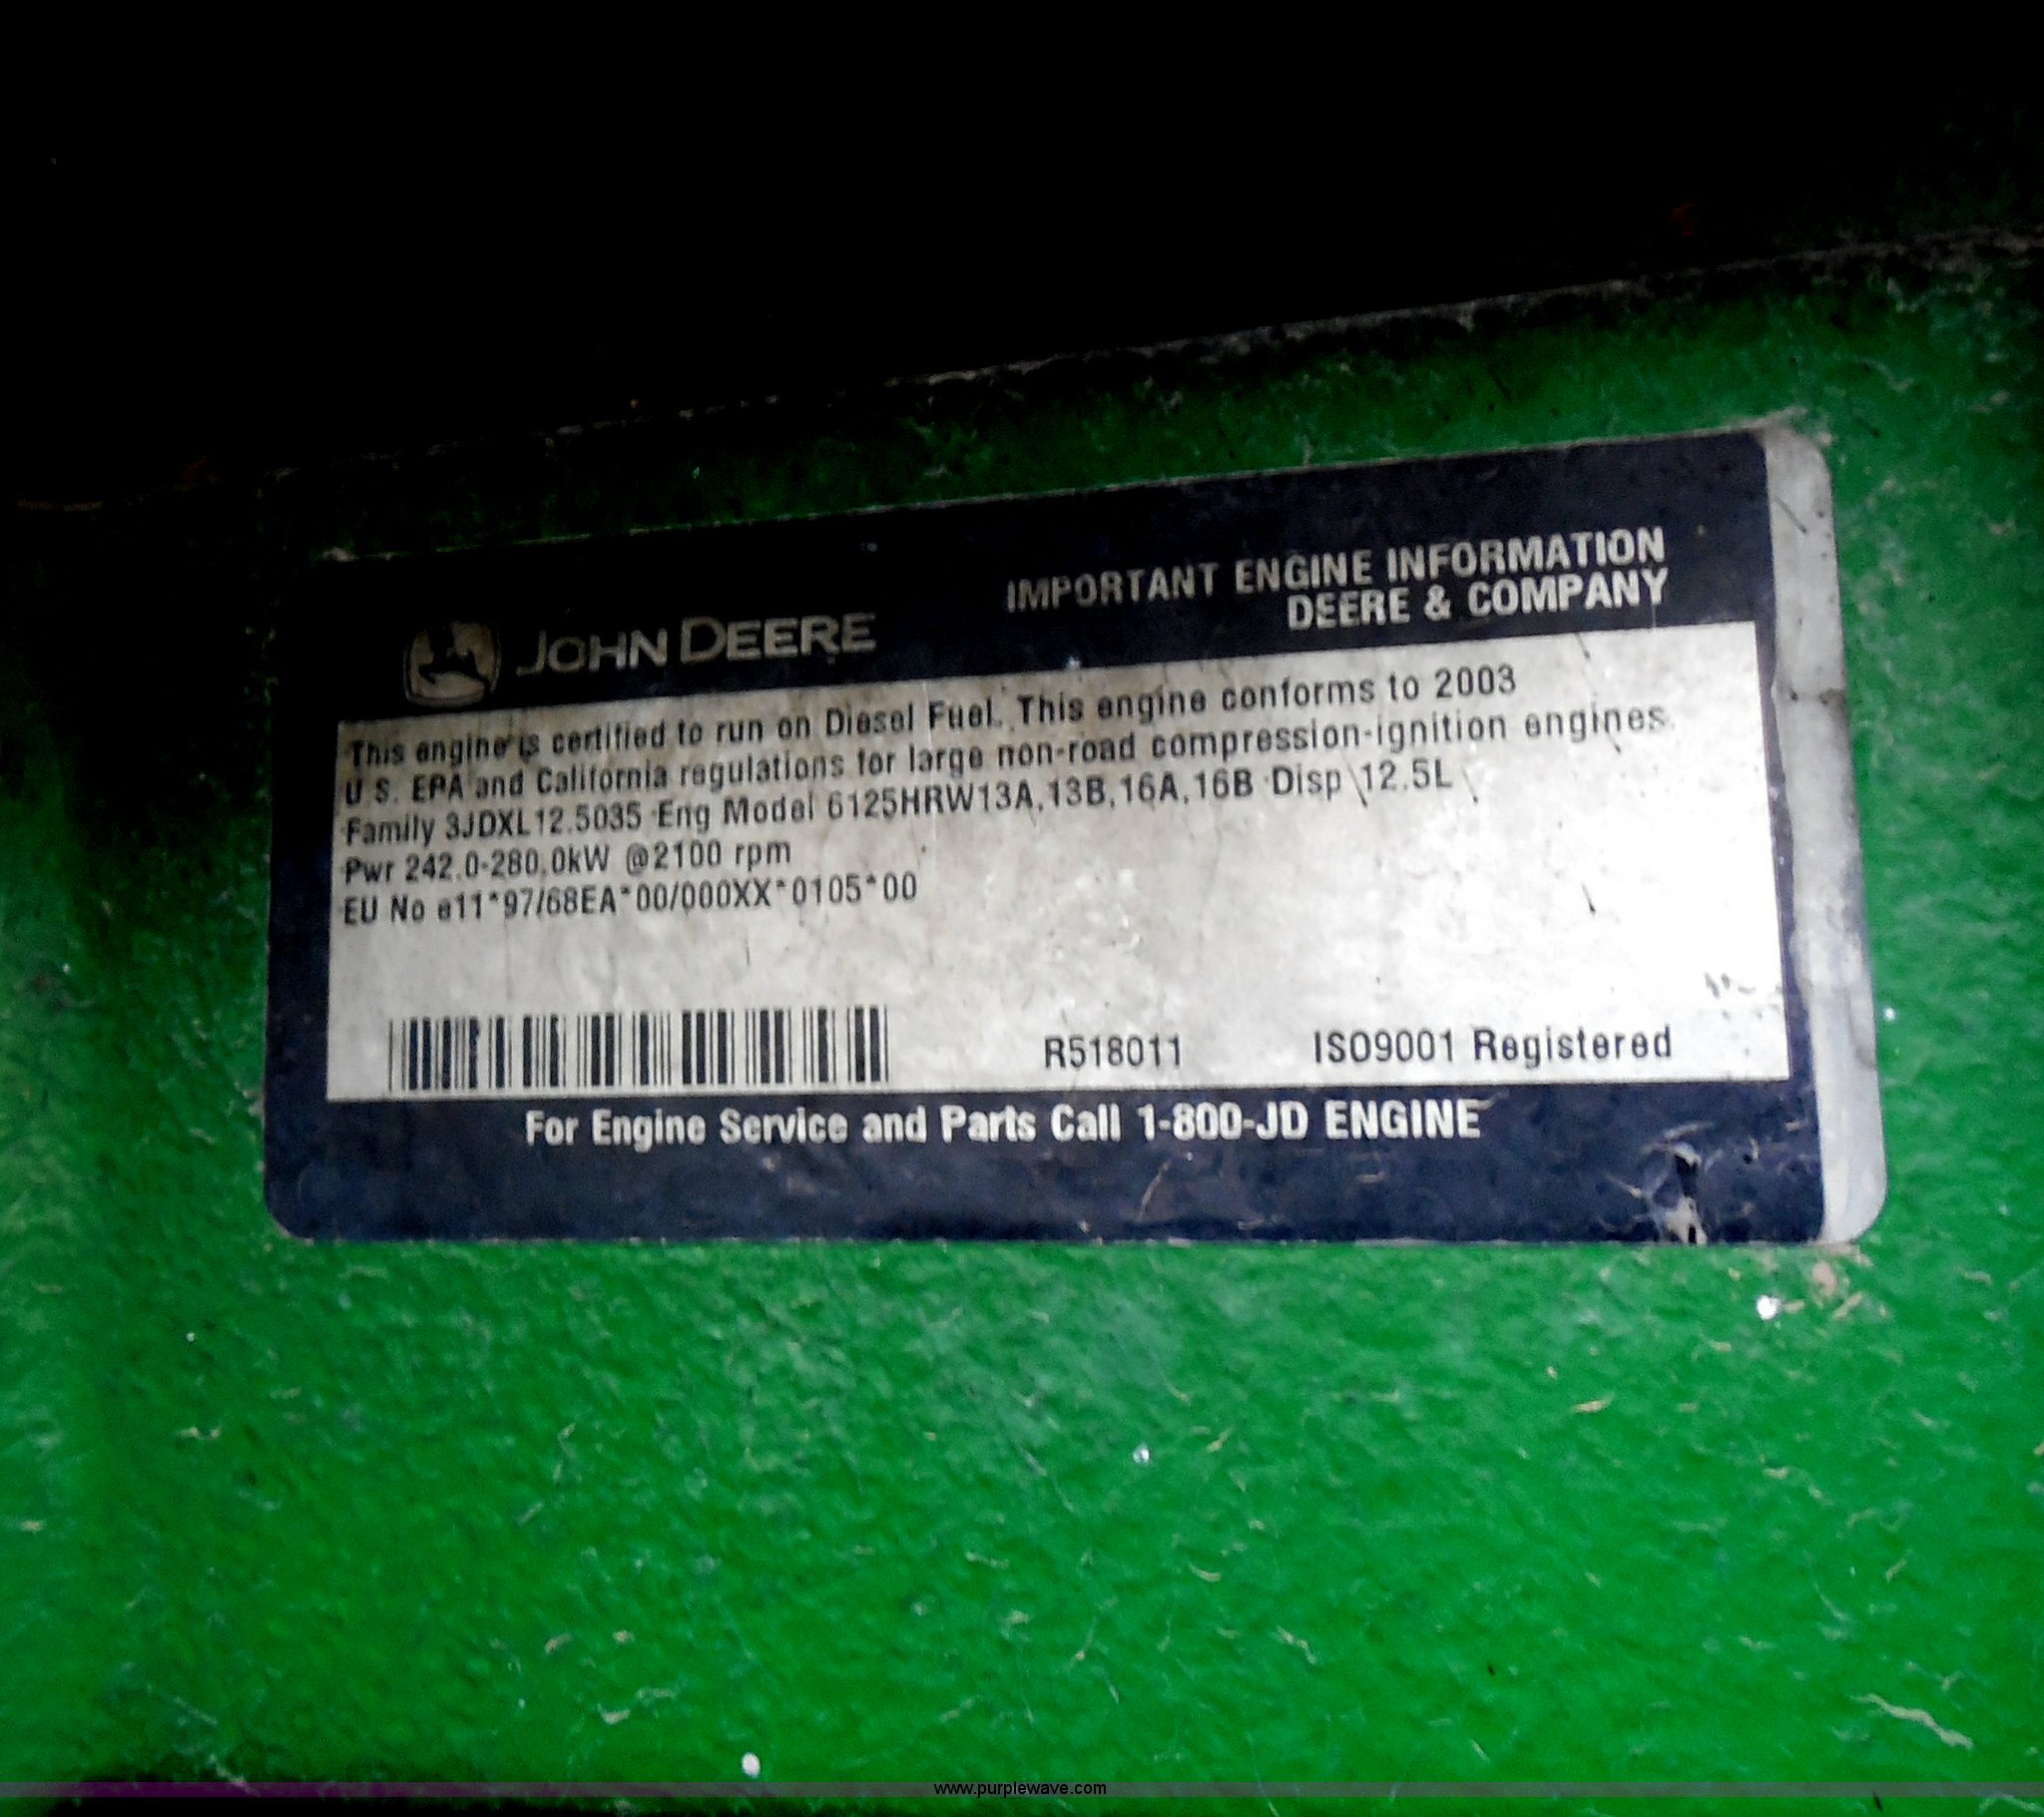 IMPORTANT ENGINE INFORMATION
DEERE & COMPANY
JOHN DEERE
This engine is certified to run on Diesel Fuel. This engine conforms to 2003
U.S. EPA and California regulations for large non-road compression-ignition engines.
Family 3JDXL12.5035 Eng Model 6125HRW13A,13B,16A,16B Disp 12.5L
Pwr 242.0-280.0kW @2100 rpm
EU No e11*97/68EA*00/000XX*0105*00
R518011 ISO9001 Registered
For Engine Service and Parts Call 1-800-JD ENGINE
www.purplewave.com